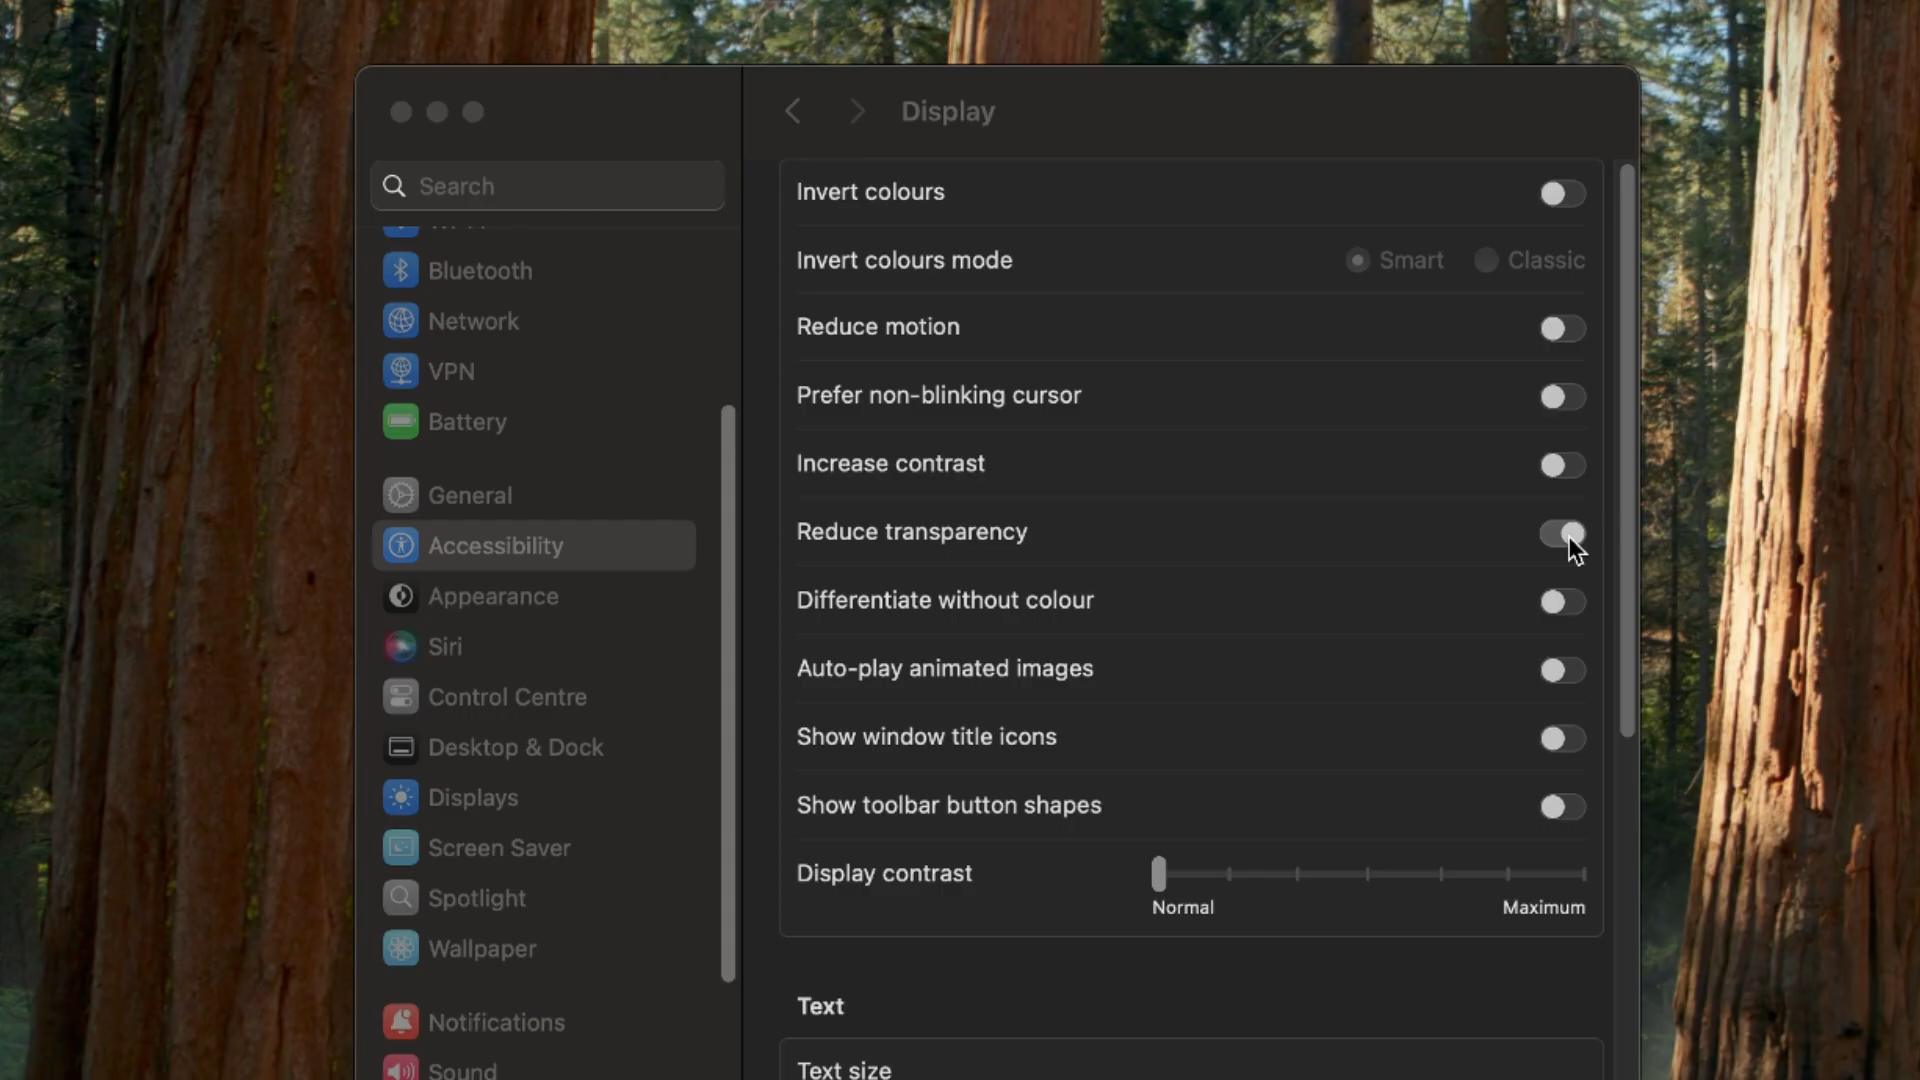 Display
Search
Bluetooth
Network
VPN
Battery
General
Accessibility
Appearance
Siri
Control Centre
Desktop & Dock
Displays
Screen Saver
Spotlight
Wallpaper
Notifications
Sound
Invert colours
Invert colours mode Smart Classic
Reduce motion
Prefer non-blinking cursor
Increase contrast
Reduce transparency
Differentiate without colour
Auto-play animated images
Show window title icons
Show toolbar button shapes
Display contrast
Normal Maximum
Text
Text size